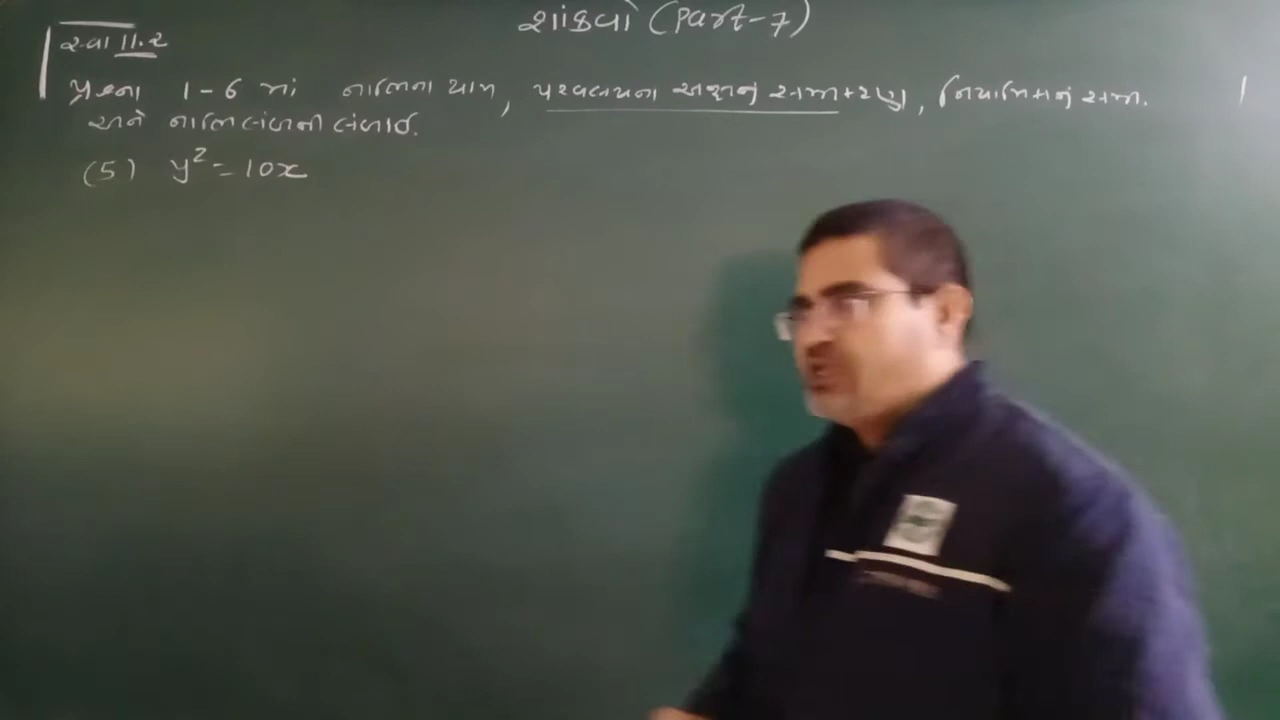 શાંકવો (Part-7)
સ્વા 11.2
પ્રશ્ન 1-6 માં નાભિના યામ, પરવલયના અક્ષનું સમીકરણ, નિયામિકાનું સમી.
અને નાભિલંબની લંબાઈ.
(5) y² = 10x